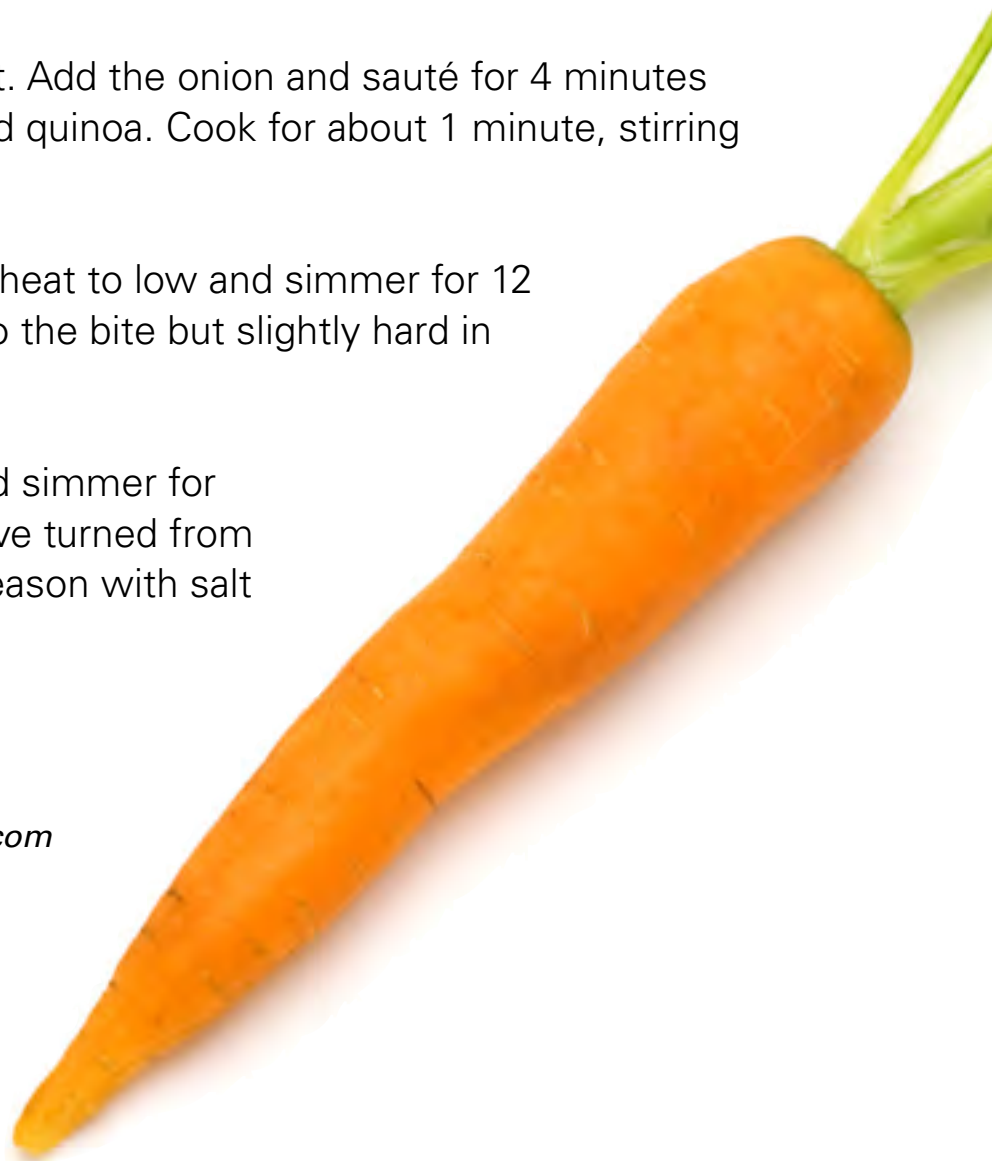 t. Add the onion and sauté for 4 minutes
d quinoa. Cook for about 1 minute, stirring
heat to low and simmer for 12
o the bite but slightly hard in
d simmer for
ve turned from
eason with salt
com